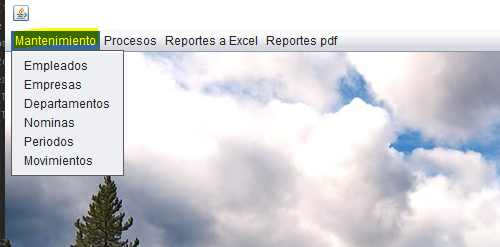 Mantenimiento Procesos Reportes a Excel Reportes pdf
Empleados
Empresas
Departamentos
Nominas
Periodos
Movimientos